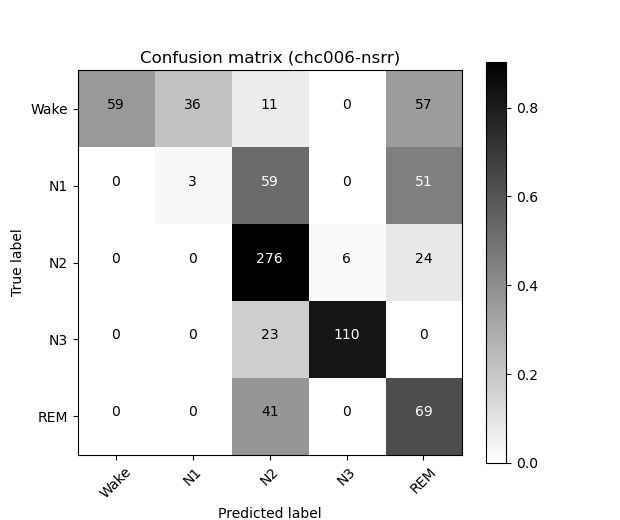 Confusion matrix (chc006-nsrr)
Wake 59 36 11 0 57
N1 0 3 59 0 51
N2 0 0 276 6 24
N3 0 0 23 110 0
REM 0 0 41 0 69
Wake N1 N2 N3 REM
Predicted label
True label
0.8
0.6
0.4
0.2
0.0